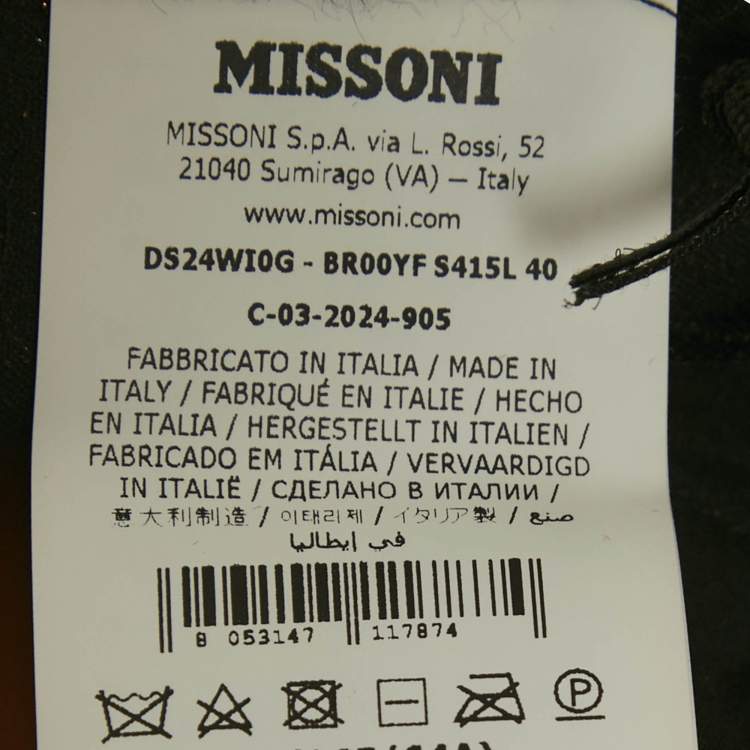 MISSONI
MISSONI S.p.A. via L. Rossi, 52
21040 Sumirago (VA) – Italy
www.missoni.com
DS24WI0G - BR00YF S415L 40
C-03-2024-905
FABBRICATO IN ITALIA / MADE IN
ITALY / FABRIQUÉ EN ITALIE / HECHO
EN ITALIA / HERGESTELLT IN ITALIEN /
FABRICADO EM ITÁLIA / VERVAARDIGD
IN ITALIË / СДЕЛАНО В ИТАЛИИ /
意大利制造 / 이태리제 / イタリア製 / صنع
في إيطاليا
8 053147 117874
P